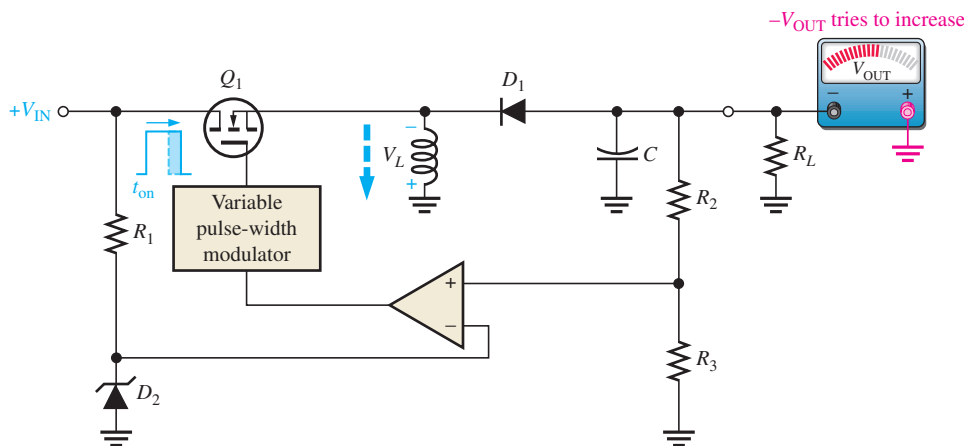 –VOUT tries to increase
VOUT
– +
Q1
D1
+VIN
ton
– 
VL
+
C
RL
R2
Variable
pulse-width
modulator
R1
+
–
R3
D2